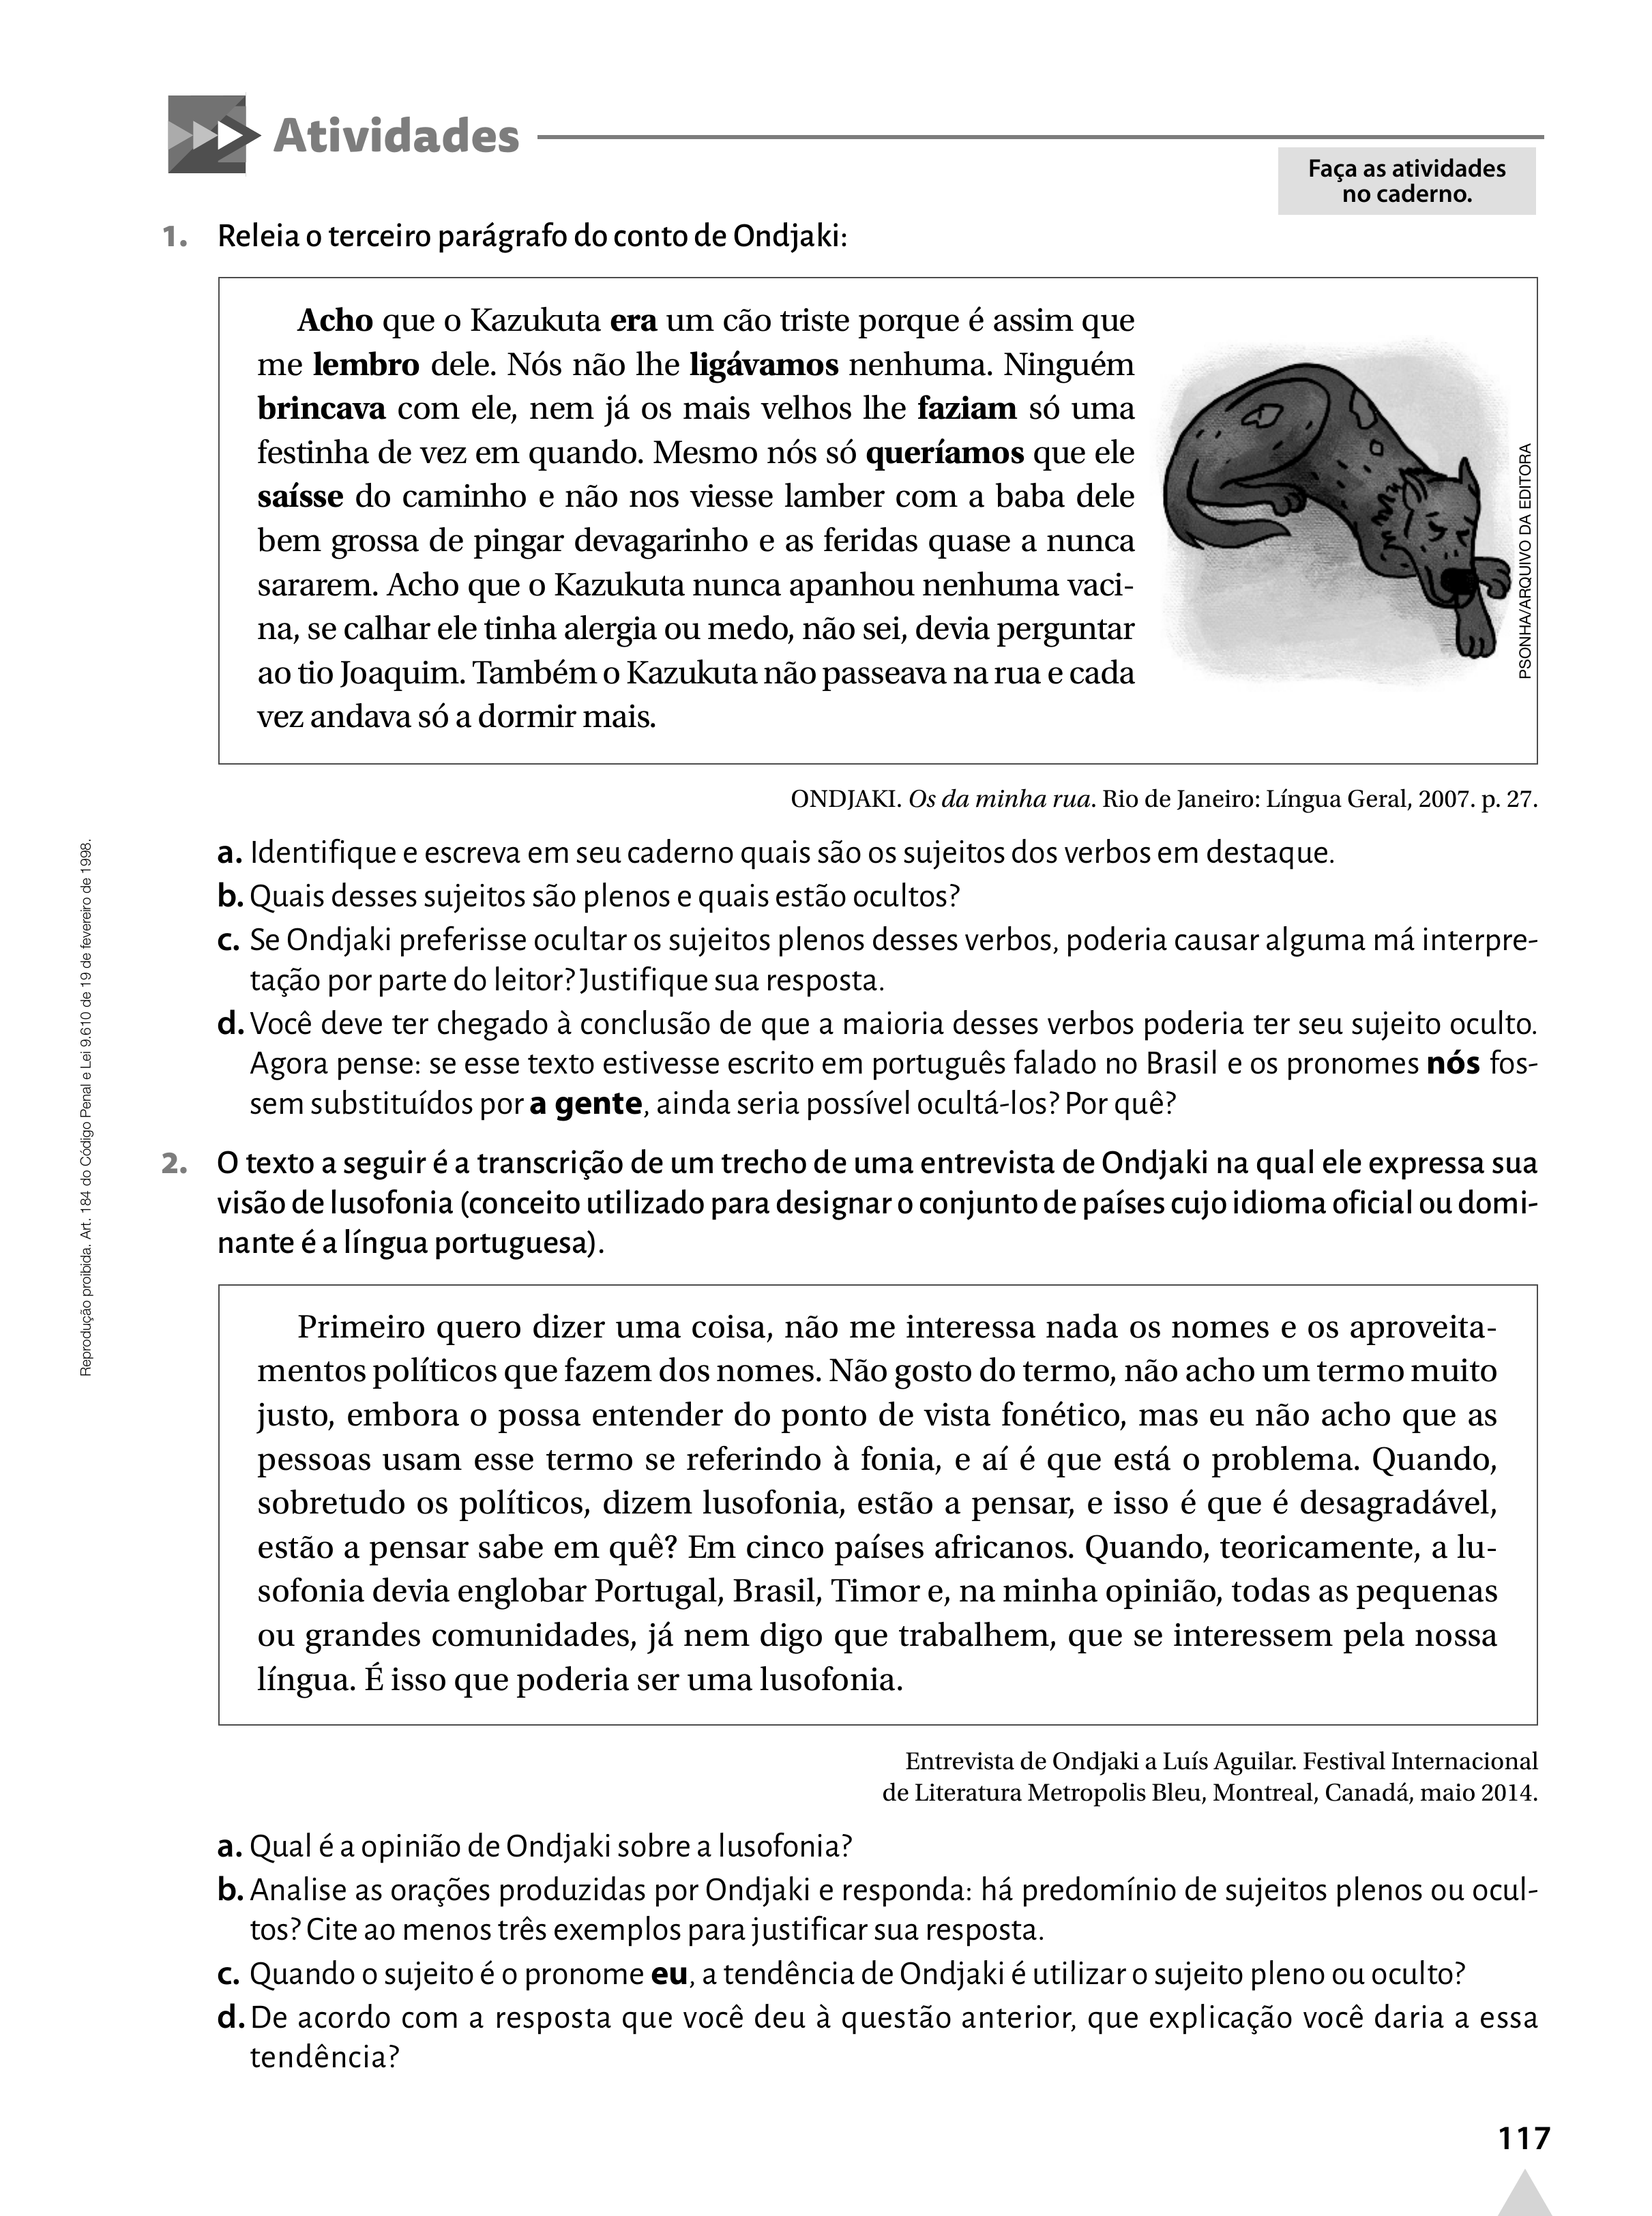 Atividades
Faça as atividades
no caderno.
1. Releia o terceiro parágrafo do conto de Ondjaki:
Acho que o Kazukuta era um cão triste porque é assim que
me lembro dele. Nós não lhe ligávamos nenhuma. Ninguém
brincava com ele, nem já os mais velhos lhe faziam só uma
festinha de vez em quando. Mesmo nós só queríamos que ele
saísse do caminho e não nos viesse lamber com a baba dele
bem grossa de pingar devagarinho e as feridas quase a nunca
sararem. Acho que o Kazukuta nunca apanhou nenhuma vaci-
na, se calhar ele tinha alergia ou medo, não sei, devia perguntar
ao tio Joaquim. Também o Kazukuta não passeava na rua e cada
vez andava só a dormir mais.
PSONHA/ARQUIVO DA EDITORA
ONDJAKI. Os da minha rua. Rio de Janeiro: Língua Geral, 2007. p. 27.
a. Identifique e escreva em seu caderno quais são os sujeitos dos verbos em destaque.
b. Quais desses sujeitos são plenos e quais estão ocultos?
c. Se Ondjaki preferisse ocultar os sujeitos plenos desses verbos, poderia causar alguma má interpre-
tação por parte do leitor? Justifique sua resposta.
d. Você deve ter chegado à conclusão de que a maioria desses verbos poderia ter seu sujeito oculto.
Agora pense: se esse texto estivesse escrito em português falado no Brasil e os pronomes nós fos-
sem substituídos por a gente, ainda seria possível ocultá-los? Por quê?
2. O texto a seguir é a transcrição de um trecho de uma entrevista de Ondjaki na qual ele expressa sua
visão de lusofonia (conceito utilizado para designar o conjunto de países cujo idioma oficial ou domi-
nante é a língua portuguesa).
Primeiro quero dizer uma coisa, não me interessa nada os nomes e os aproveita-
mentos políticos que fazem dos nomes. Não gosto do termo, não acho um termo muito
justo, embora o possa entender do ponto de vista fonético, mas eu não acho que as
pessoas usam esse termo se referindo à fonia, e aí é que está o problema. Quando,
sobretudo os políticos, dizem lusofonia, estão a pensar, e isso é que é desagradável,
estão a pensar sabe em quê? Em cinco países africanos. Quando, teoricamente, a lu-
sofonia devia englobar Portugal, Brasil, Timor e, na minha opinião, todas as pequenas
ou grandes comunidades, já nem digo que trabalhem, que se interessem pela nossa
língua. É isso que poderia ser uma lusofonia.
Entrevista de Ondjaki a Luís Aguilar. Festival Internacional
de Literatura Metropolis Bleu, Montreal, Canadá, maio 2014.
a. Qual é a opinião de Ondjaki sobre a lusofonia?
b. Analise as orações produzidas por Ondjaki e responda: há predomínio de sujeitos plenos ou ocul-
tos? Cite ao menos três exemplos para justificar sua resposta.
c. Quando o sujeito é o pronome eu, a tendência de Ondjaki é utilizar o sujeito pleno ou oculto?
d. De acordo com a resposta que você deu à questão anterior, que explicação você daria a essa
tendência?
Reprodução proibida. Art. 184 do Código Penal e Lei 9.610 de 19 de fevereiro de 1998.
117